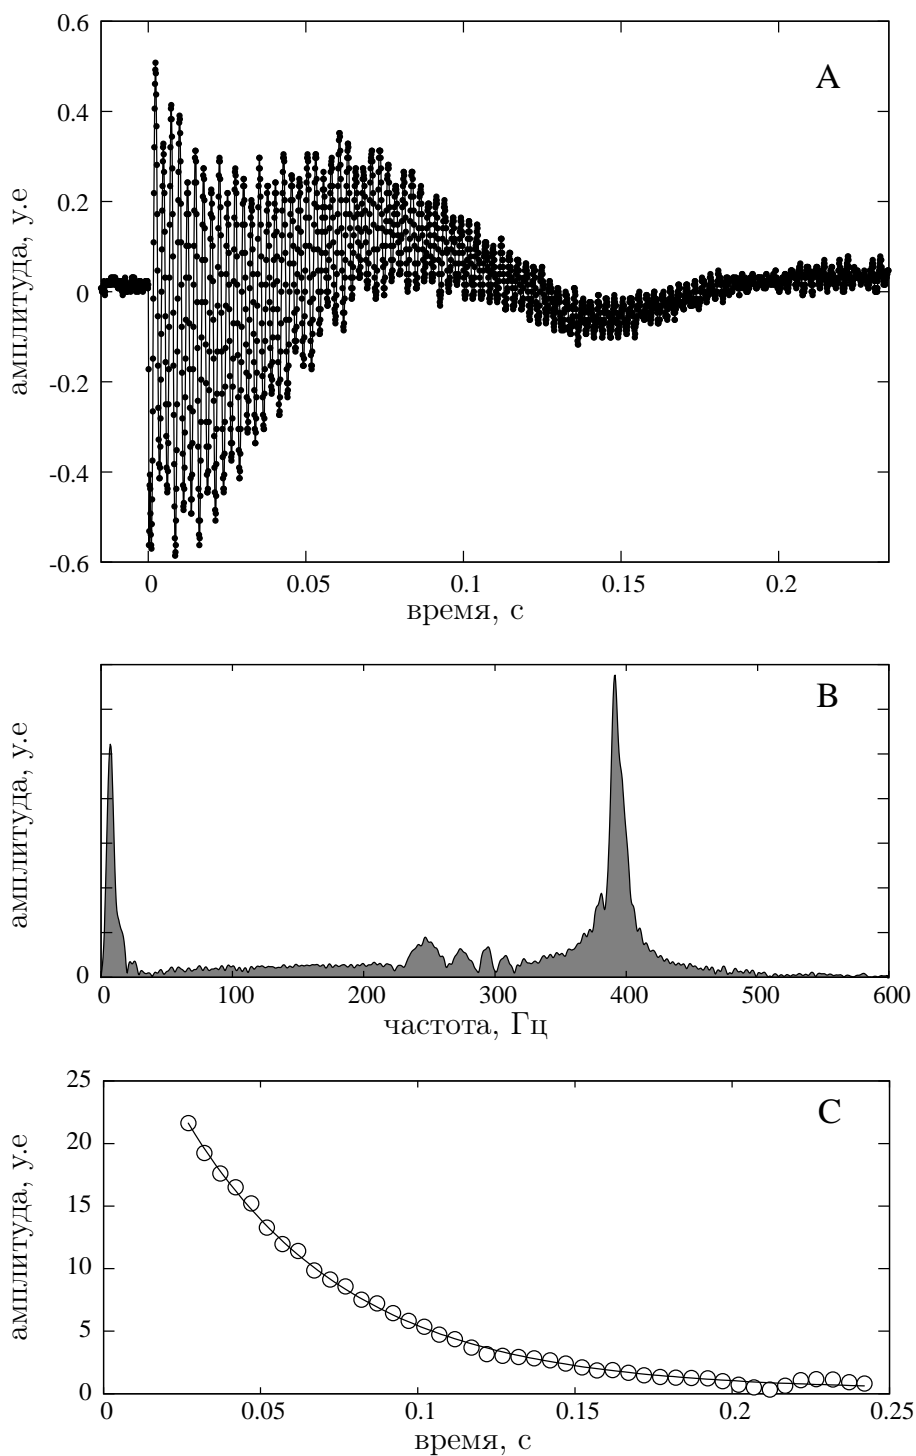 0.6
A
0.4
0.2
0
-0.2
-0.4
-0.6
амплитуда, у.е
0 0.05 0.1 0.15 0.2
время, с
B
амплитуда, у.е
0
0 100 200 300 400 500 600
частота, Гц
25
C
20
15
10
5
0
амплитуда, у.е
0 0.05 0.1 0.15 0.2 0.25
время, с